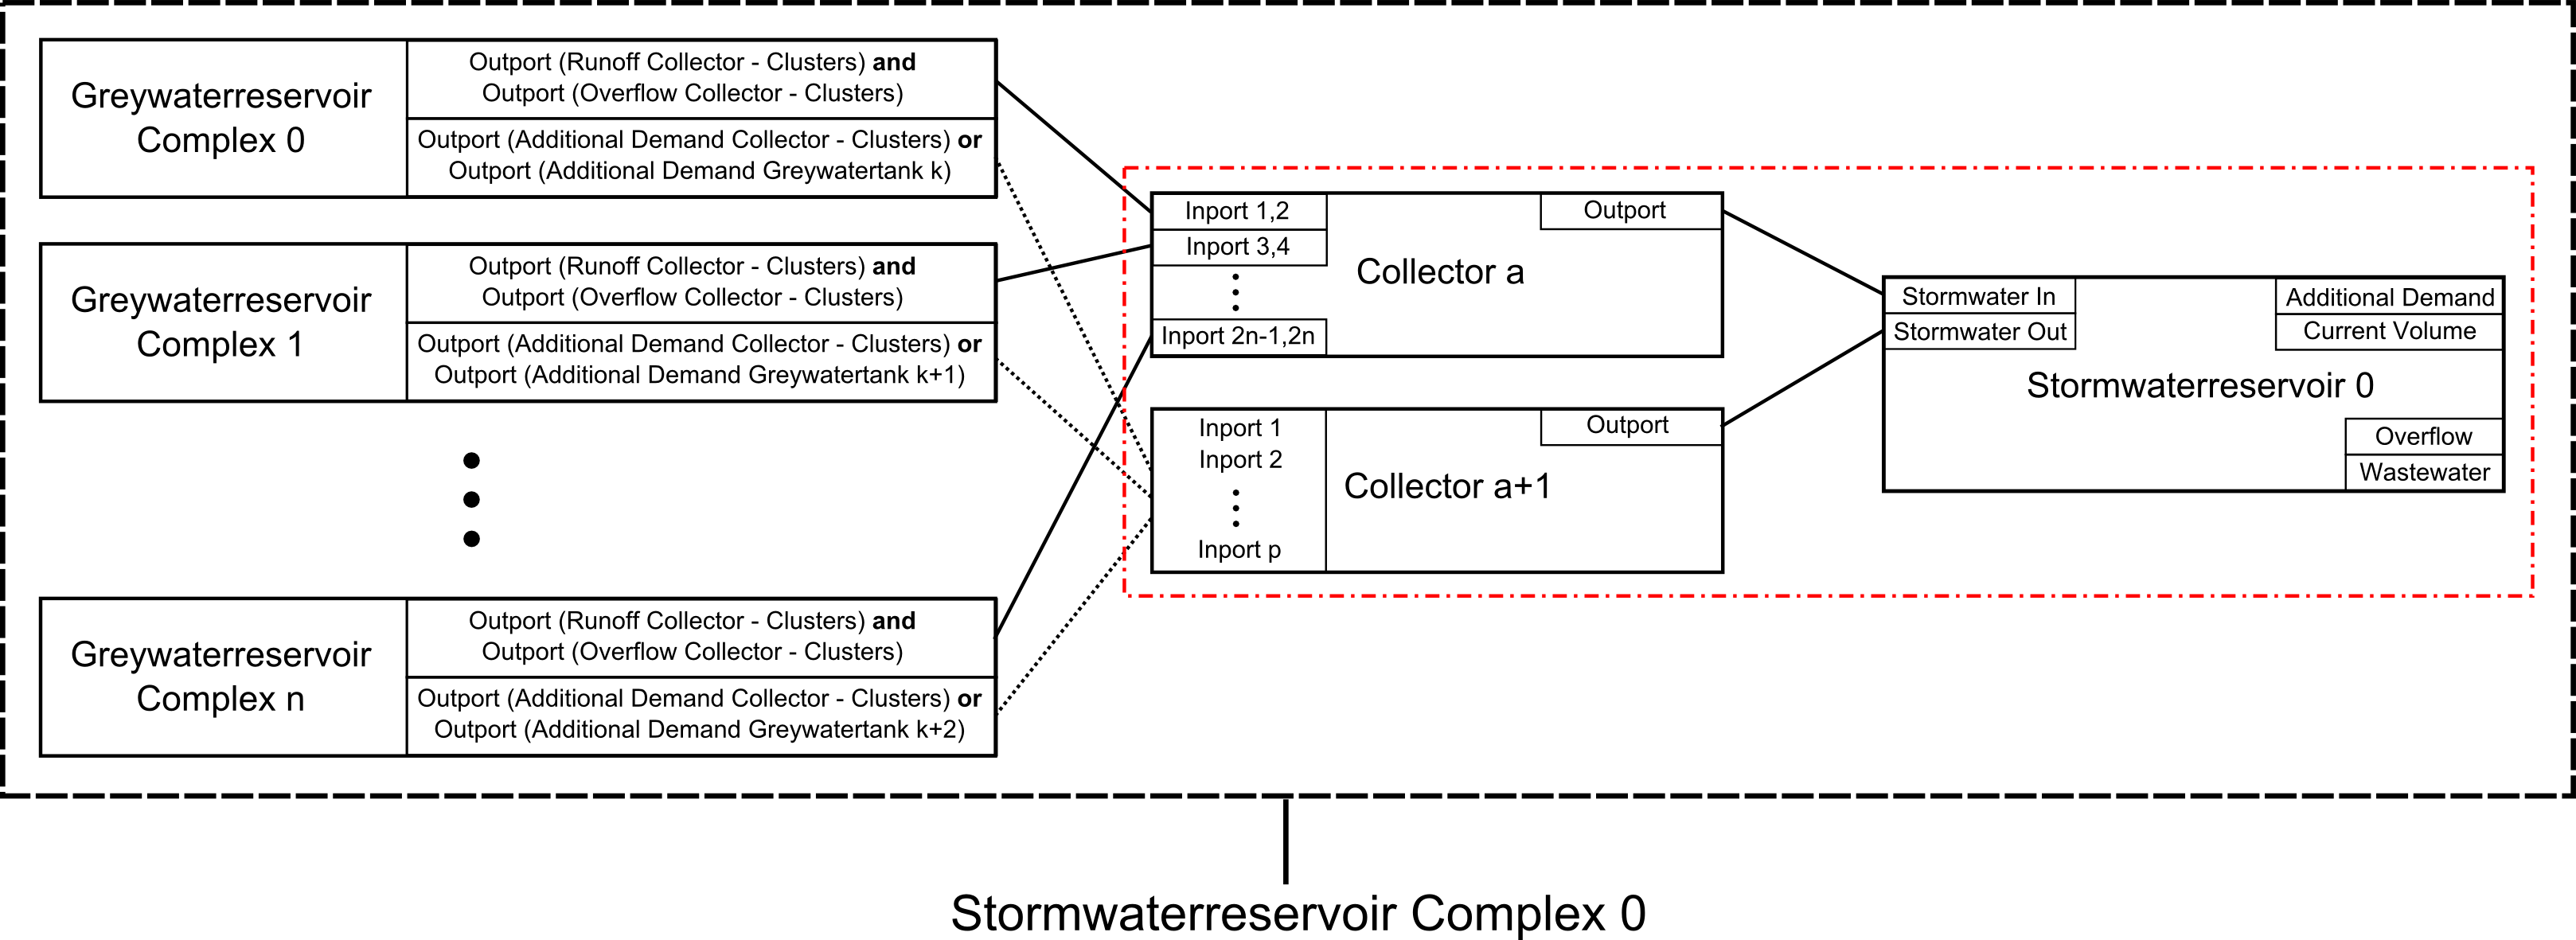 Greywaterreservoir
Complex 0
Outport (Runoff Collector - Clusters) and
Outport (Overflow Collector - Clusters)
Outport (Additional Demand Collector - Clusters) or
Outport (Additional Demand Greywatertank k)
Greywaterreservoir
Complex 1
Outport (Runoff Collector - Clusters) and
Outport (Overflow Collector - Clusters)
Outport (Additional Demand Collector - Clusters) or
Outport (Additional Demand Greywatertank k+1)
Greywaterreservoir
Complex n
Outport (Runoff Collector - Clusters) and
Outport (Overflow Collector - Clusters)
Outport (Additional Demand Collector - Clusters) or
Outport (Additional Demand Greywatertank k+2)
Inport 1,2
Inport 3,4
Inport 2n-1,2n
Collector a
Outport
Inport 1
Inport 2
Inport p
Collector a+1
Outport
Stormwater In
Stormwater Out
Additional Demand
Current Volume
Stormwaterreservoir 0
Overflow
Wastewater
Stormwaterreservoir Complex 0